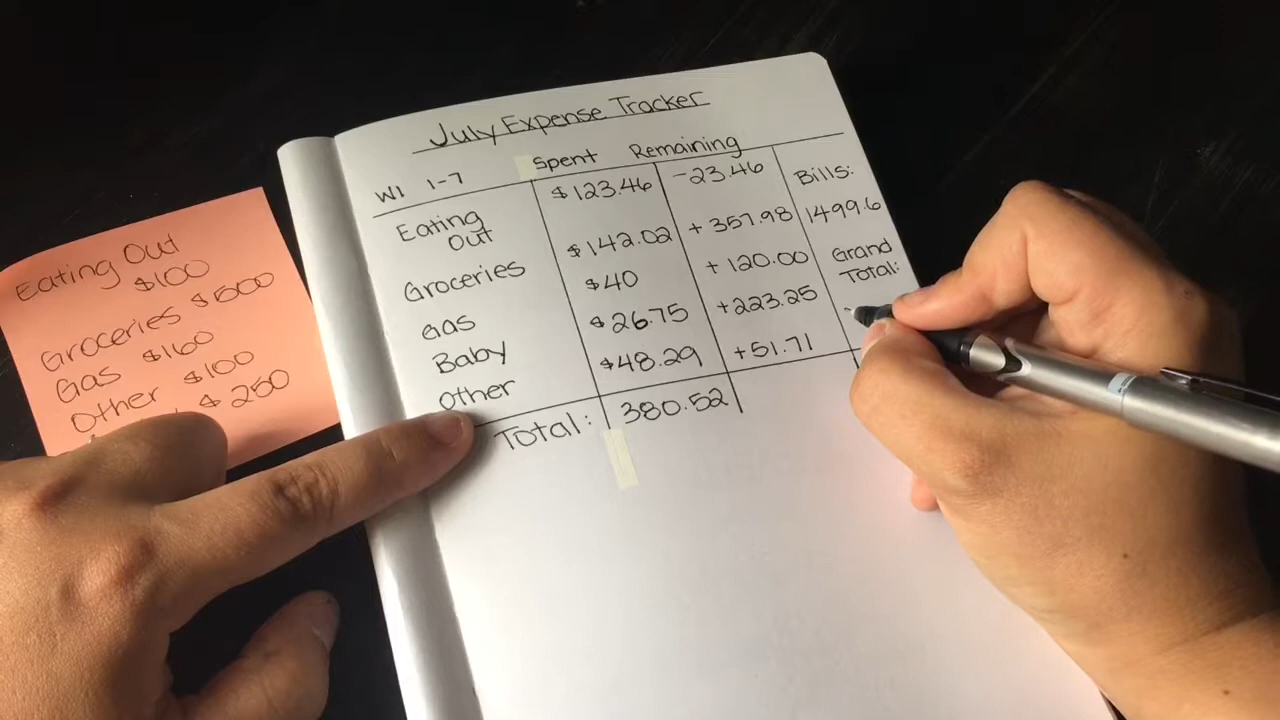 July Expense Tracker
W1 1-7 Spent Remaining
Eating Out $123.46 -23.46 Bills:
Groceries $142.02 +357.98 1499.6
Gas $40 +120.00 Grand
Baby $26.75 +223.25 Total:
Other $48.29 +51.71
Total: 380.52
Eating Out
$100
Groceries $500
Gas $160
Other $100
$250